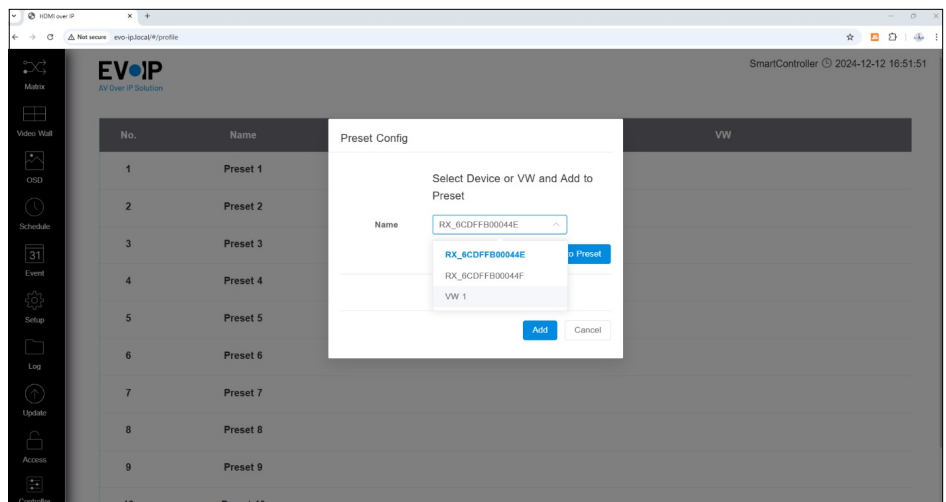 HDMI over IP
Not secure evo-ip.local/#/profile
EVOIP
AV Over IP Solution
SmartController 2024-12-12 16:51:51
Matrix
Video Wall
OSD
Schedule
31
Event
Setup
Log
Update
Access
Controller
No. Name VW
1 Preset 1
2 Preset 2
3 Preset 3
4 Preset 4
5 Preset 5
6 Preset 6
7 Preset 7
8 Preset 8
9 Preset 9
Preset Config
Select Device or VW and Add to
Preset
Name RX_6CDFFB00044E
RX_6CDFFB00044E
o Preset
RX_6CDFFB00044F
VW 1
Add Cancel